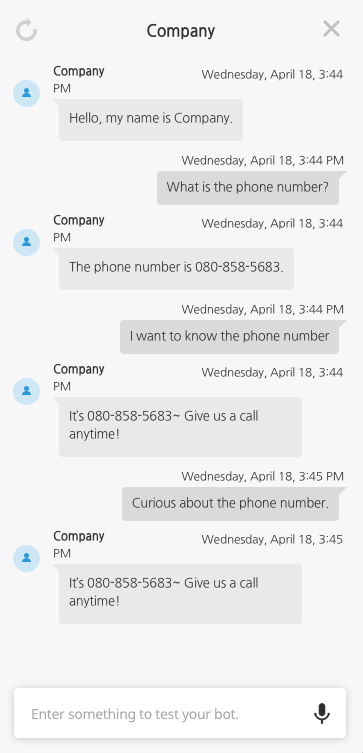 Company
Company
Wednesday, April 18, 3:44
PM
Hello, my name is Company.
Wednesday, April 18, 3:44 PM
What is the phone number?
Company
Wednesday, April 18, 3:44
PM
The phone number is 080-858-5683.
Wednesday, April 18, 3:44 PM
I want to know the phone number
Company
Wednesday, April 18, 3:44
PM
It's 080-858-5683~ Give us a call
anytime!
Wednesday, April 18, 3:45 PM
Curious about the phone number.
Company
Wednesday, April 18, 3:45
PM
It's 080-858-5683~ Give us a call
anytime!
Enter something to test your bot.